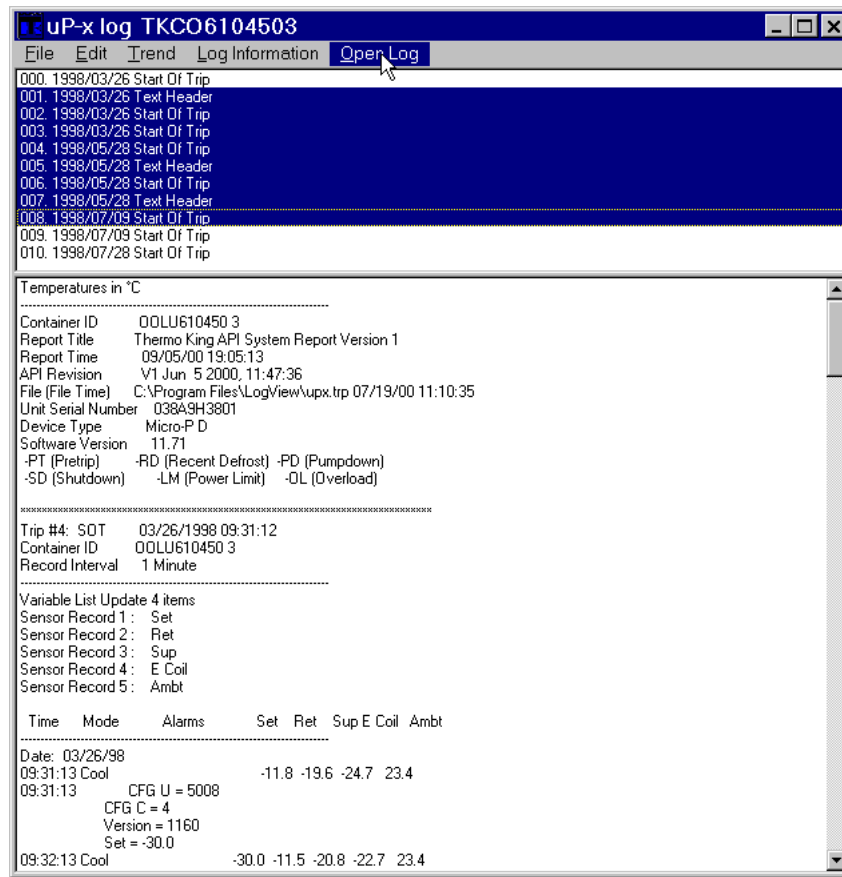 uP-x log TKCO6104503
File Edit Trend Log Information Open Log
000. 1998/03/26 Start Of Trip
001. 1998/03/26 Text Header
002. 1998/03/26 Start Of Trip
003. 1998/03/26 Start Of Trip
004. 1998/05/28 Start Of Trip
005. 1998/05/28 Text Header
006. 1998/05/28 Start Of Trip
007. 1998/05/28 Text Header
008. 1998/07/09 Start Of Trip
009. 1998/07/09 Start Of Trip
010. 1998/07/28 Start Of Trip
Temperatures in °C
--------------------------------------------------------------------------------
Container ID OOLU610450 3
Report Title Thermo King API System Report Version 1
Report Time 09/05/00 19:05:13
API Revision V1 Jun 5 2000, 11:47:36
File (File Time) C:\Program Files\LogView\upx.trp 07/19/00 11:10:35
Unit Serial Number 038A9H3801
Device Type Micro-P D
Software Version 11.71
-PT (Pretrip) -RD (Recent Defrost) -PD (Pumpdown)
-SD (Shutdown) -LM (Power Limit) -OL (Overload)
********************************************************************************
Trip #4: SOT 03/26/1998 09:31:12
Container ID OOLU610450 3
Record Interval 1 Minute
--------------------------------------------------------------------------------
Variable List Update 4 items
Sensor Record 1 : Set
Sensor Record 2 : Ret
Sensor Record 3 : Sup
Sensor Record 4 : E Coil
Sensor Record 5 : Ambt
Time Mode Alarms Set Ret Sup E Coil Ambt
--------------------------------------------------------------------------------
Date: 03/26/98
09:31:13 Cool -11.8 -19.6 -24.7 23.4
09:31:13 CFG U = 5008
CFG C = 4
Version = 1160
Set = -30.0
09:32:13 Cool -30.0 -11.5 -20.8 -22.7 23.4